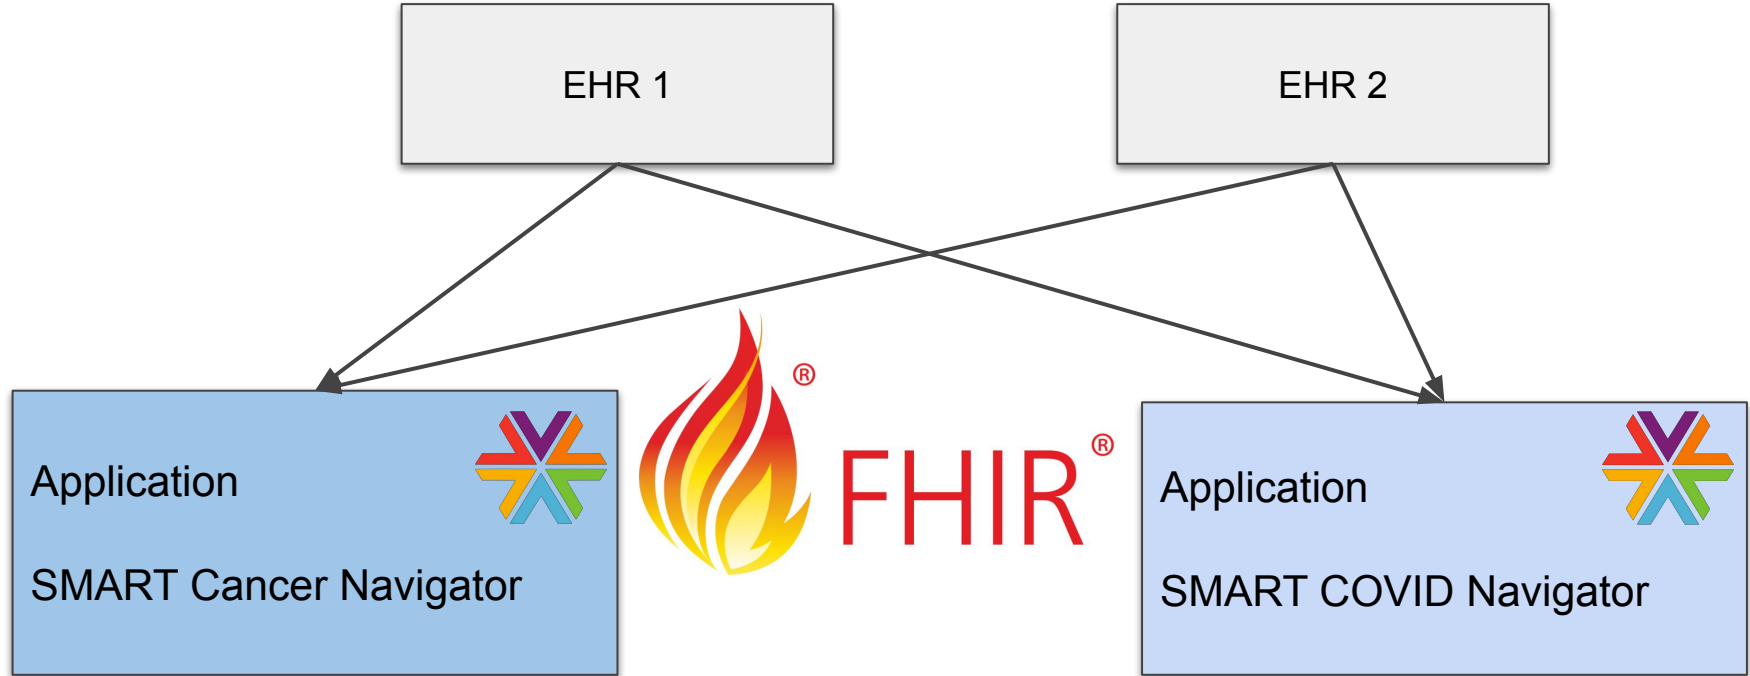 EHR 1
EHR 2
®
FHIR®
Application
SMART Cancer Navigator
Application
SMART COVID Navigator